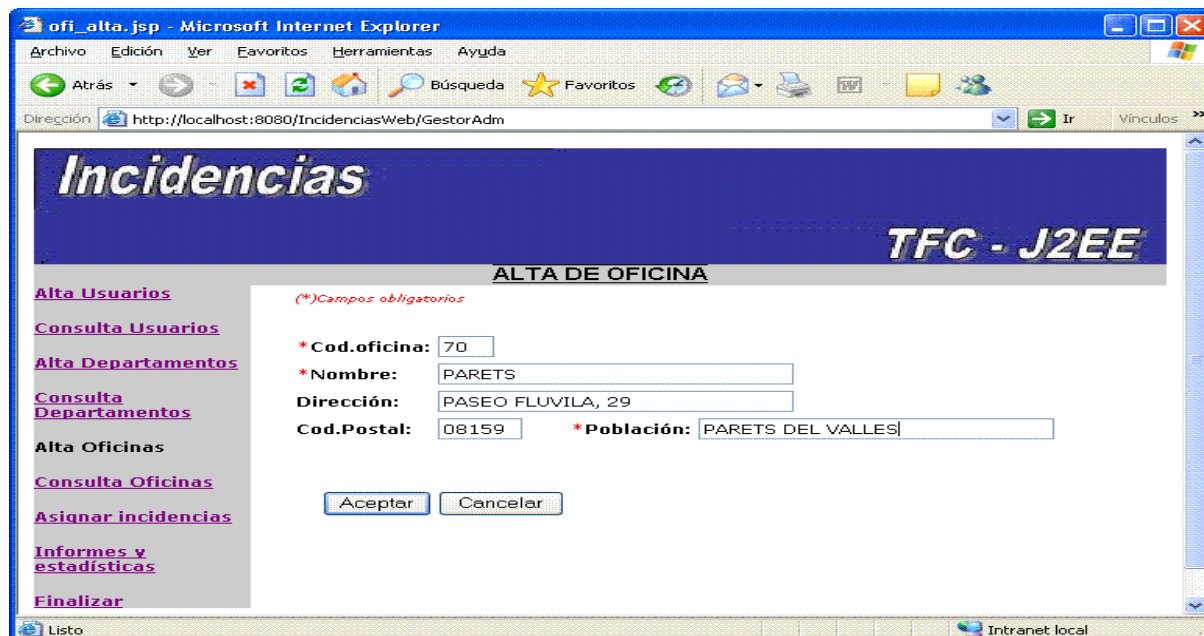 ofi_alta.jsp - Microsoft Internet Explorer
Archivo Edición Ver Favoritos Herramientas Ayuda
Atrás Búsqueda Favoritos
Dirección http://localhost:8080/IncidenciasWeb/GestorAdm Ir Vínculos »
Incidencias
TFC - J2EE
ALTA DE OFICINA
Alta Usuarios
Consulta Usuarios
Alta Departamentos
Consulta
Departamentos
Alta Oficinas
Consulta Oficinas
Asignar incidencias
Informes y
estadísticas
Finalizar
(*)Campos obligatorios
*Cod.oficina: 70
*Nombre: PARETS
Dirección: PASEO FLUVILA, 29
Cod.Postal: 08159 *Población: PARETS DEL VALLES
Aceptar Cancelar
Listo Intranet local